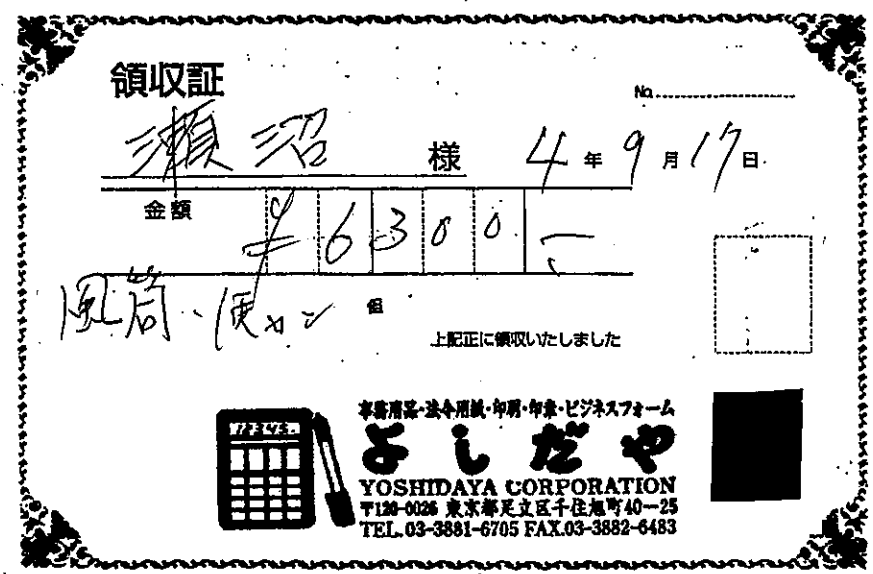 領収証
No.
瀬沼 様 4年9月17日
金額 ¥6300-
風筒・便セン 但
上記正に領収いたしました
事務用品・法令用紙・印刷・印章・ビジネスフォーム
よしだや
YOSHIDAYA CORPORATION
〒120-0026 東京都足立区千住旭町40-25
TEL.03-3881-6705 FAX.03-3882-6483